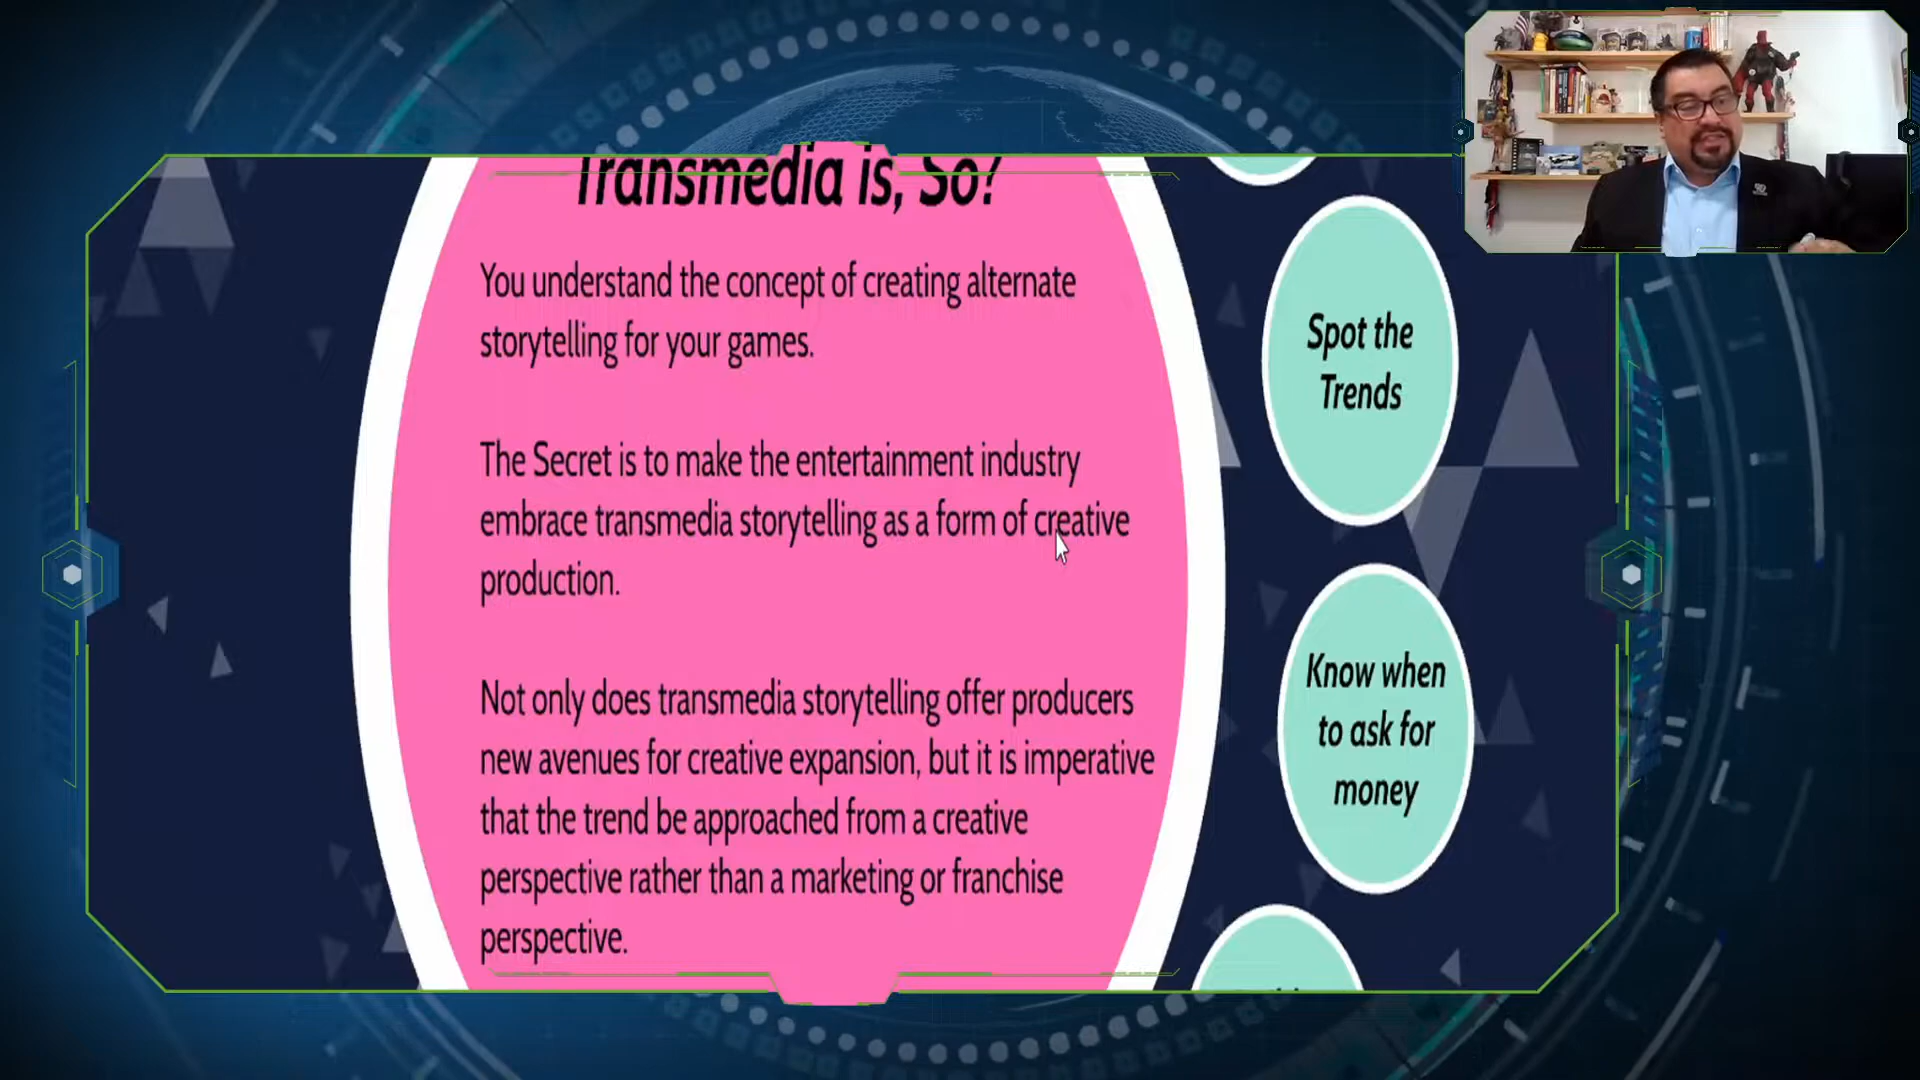 Transmedia is, So?
You understand the concept of creating alternate
storytelling for your games.
The Secret is to make the entertainment industry
embrace transmedia storytelling as a form of creative
production.
Not only does transmedia storytelling offer producers
new avenues for creative expansion, but it is imperative
that the trend be approached from a creative
perspective rather than a marketing or franchise
perspective.
Spot the
Trends
Know when
to ask for
money